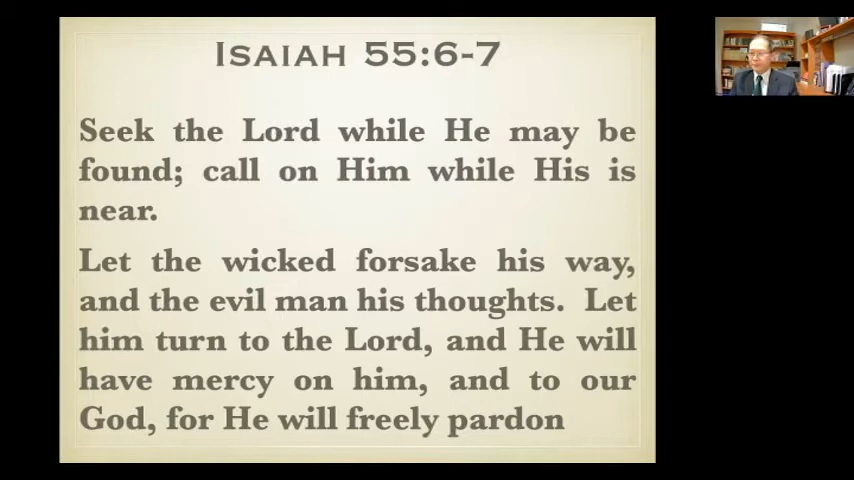 ISAIAH 55:6-7
Seek the Lord while He may be
found; call on Him while His is
near.
Let the wicked forsake his way,
and the evil man his thoughts. Let
him turn to the Lord, and He will
have mercy on him, and to our
God, for He will freely pardon